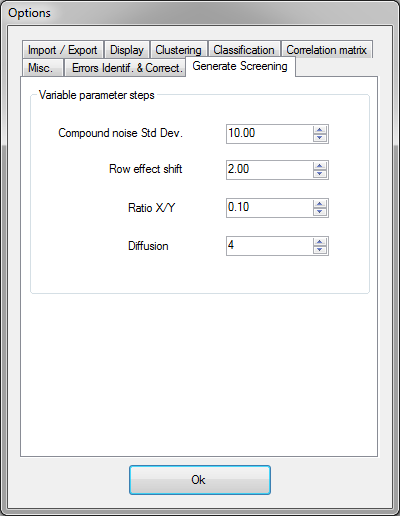 Options
Import / Export Display Clustering Classification Correlation matrix
Misc. Errors Identif. & Correct. Generate Screening
Variable parameter steps
Compound noise Std Dev. 10.00
Row effect shift 2.00
Ratio X/Y 0.10
Diffusion 4
Ok